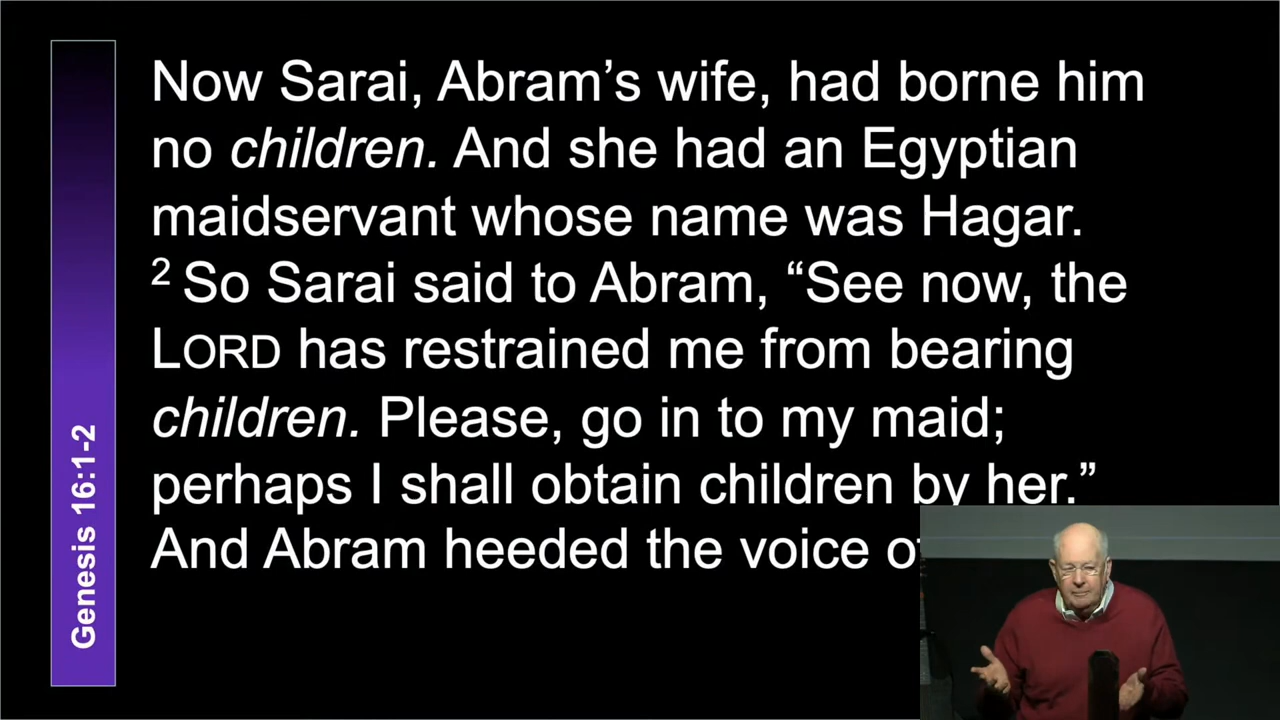 Genesis 16:1-2
Now Sarai, Abram’s wife, had borne him
no children. And she had an Egyptian
maidservant whose name was Hagar.
2 So Sarai said to Abram, “See now, the
LORD has restrained me from bearing
children. Please, go in to my maid;
perhaps I shall obtain children by her.”
And Abram heeded the voice